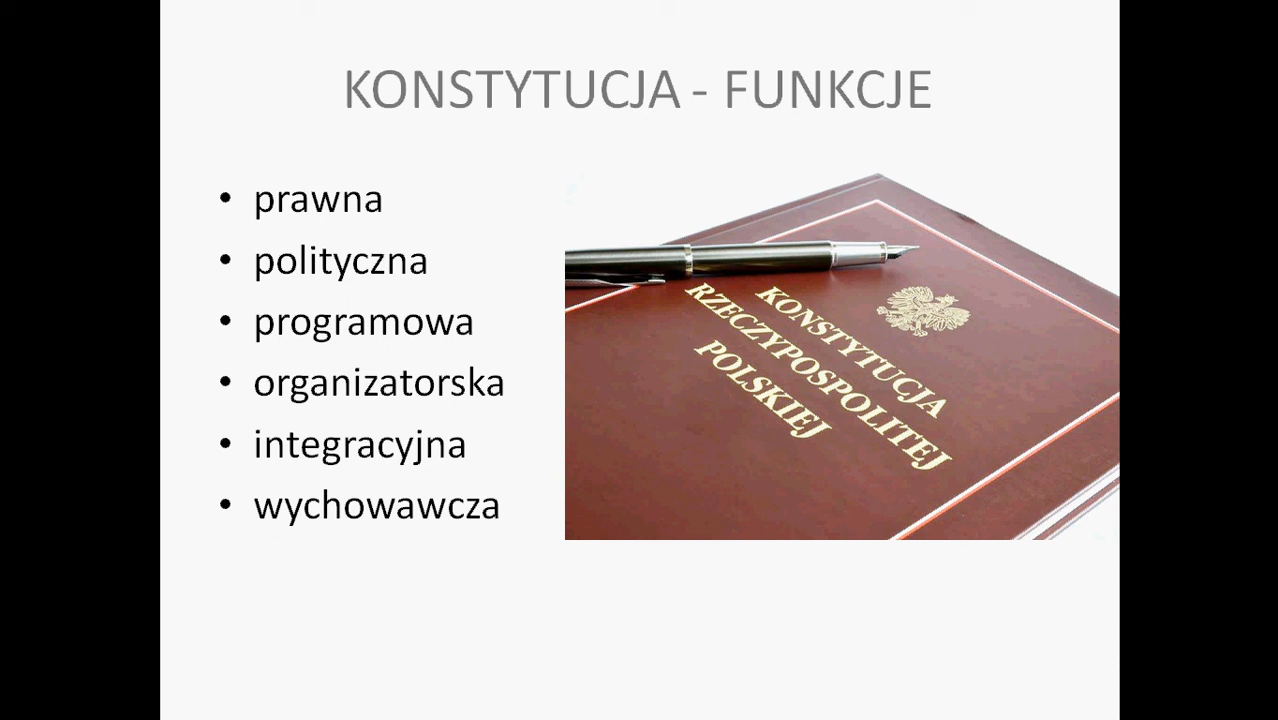 KONSTYTUCJA - FUNKCJE
• prawna
• polityczna
• programowa
• organizatorska
• integracyjna
• wychowawcza
KONSTYTUCJA
RZECZYPOSPOLITEJ
POLSKIEJ